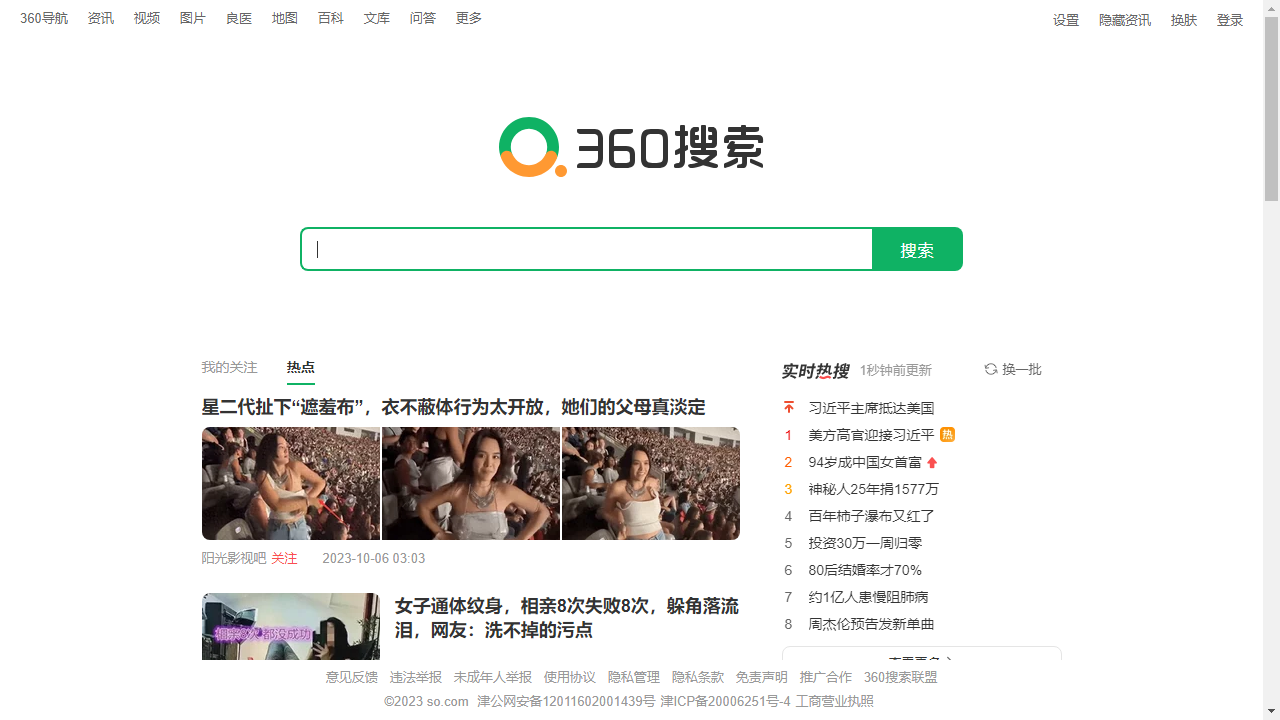 360导航 资讯 视频 图片 良医 地图 百科 文库 问答 更多
设置 隐藏资讯 换肤 登录
360搜索
搜索
我的关注 热点
星二代扯下“遮羞布”，衣不蔽体行为太开放，她们的父母真淡定
阳光影视吧 关注 2023-10-06 03:03
相亲8次都没成功
女子通体纹身，相亲8次失败8次，躲角落流
泪，网友：洗不掉的污点
实时热搜 1秒钟前更新 换一批
习近平主席抵达美国
1 美方高官迎接习近平 热
2 94岁成中国女首富
3 神秘人25年捐1577万
4 百年柿子瀑布又红了
5 投资30万一周归零
6 80后结婚率才70%
7 约1亿人患慢阻肺病
8 周杰伦预告发新单曲
意见反馈 违法举报 未成年人举报 使用协议 隐私管理 隐私条款 免责声明 推广合作 360搜索联盟
©2023 so.com 津公网安备12011602001439号 津ICP备20006251号-4 工商营业执照